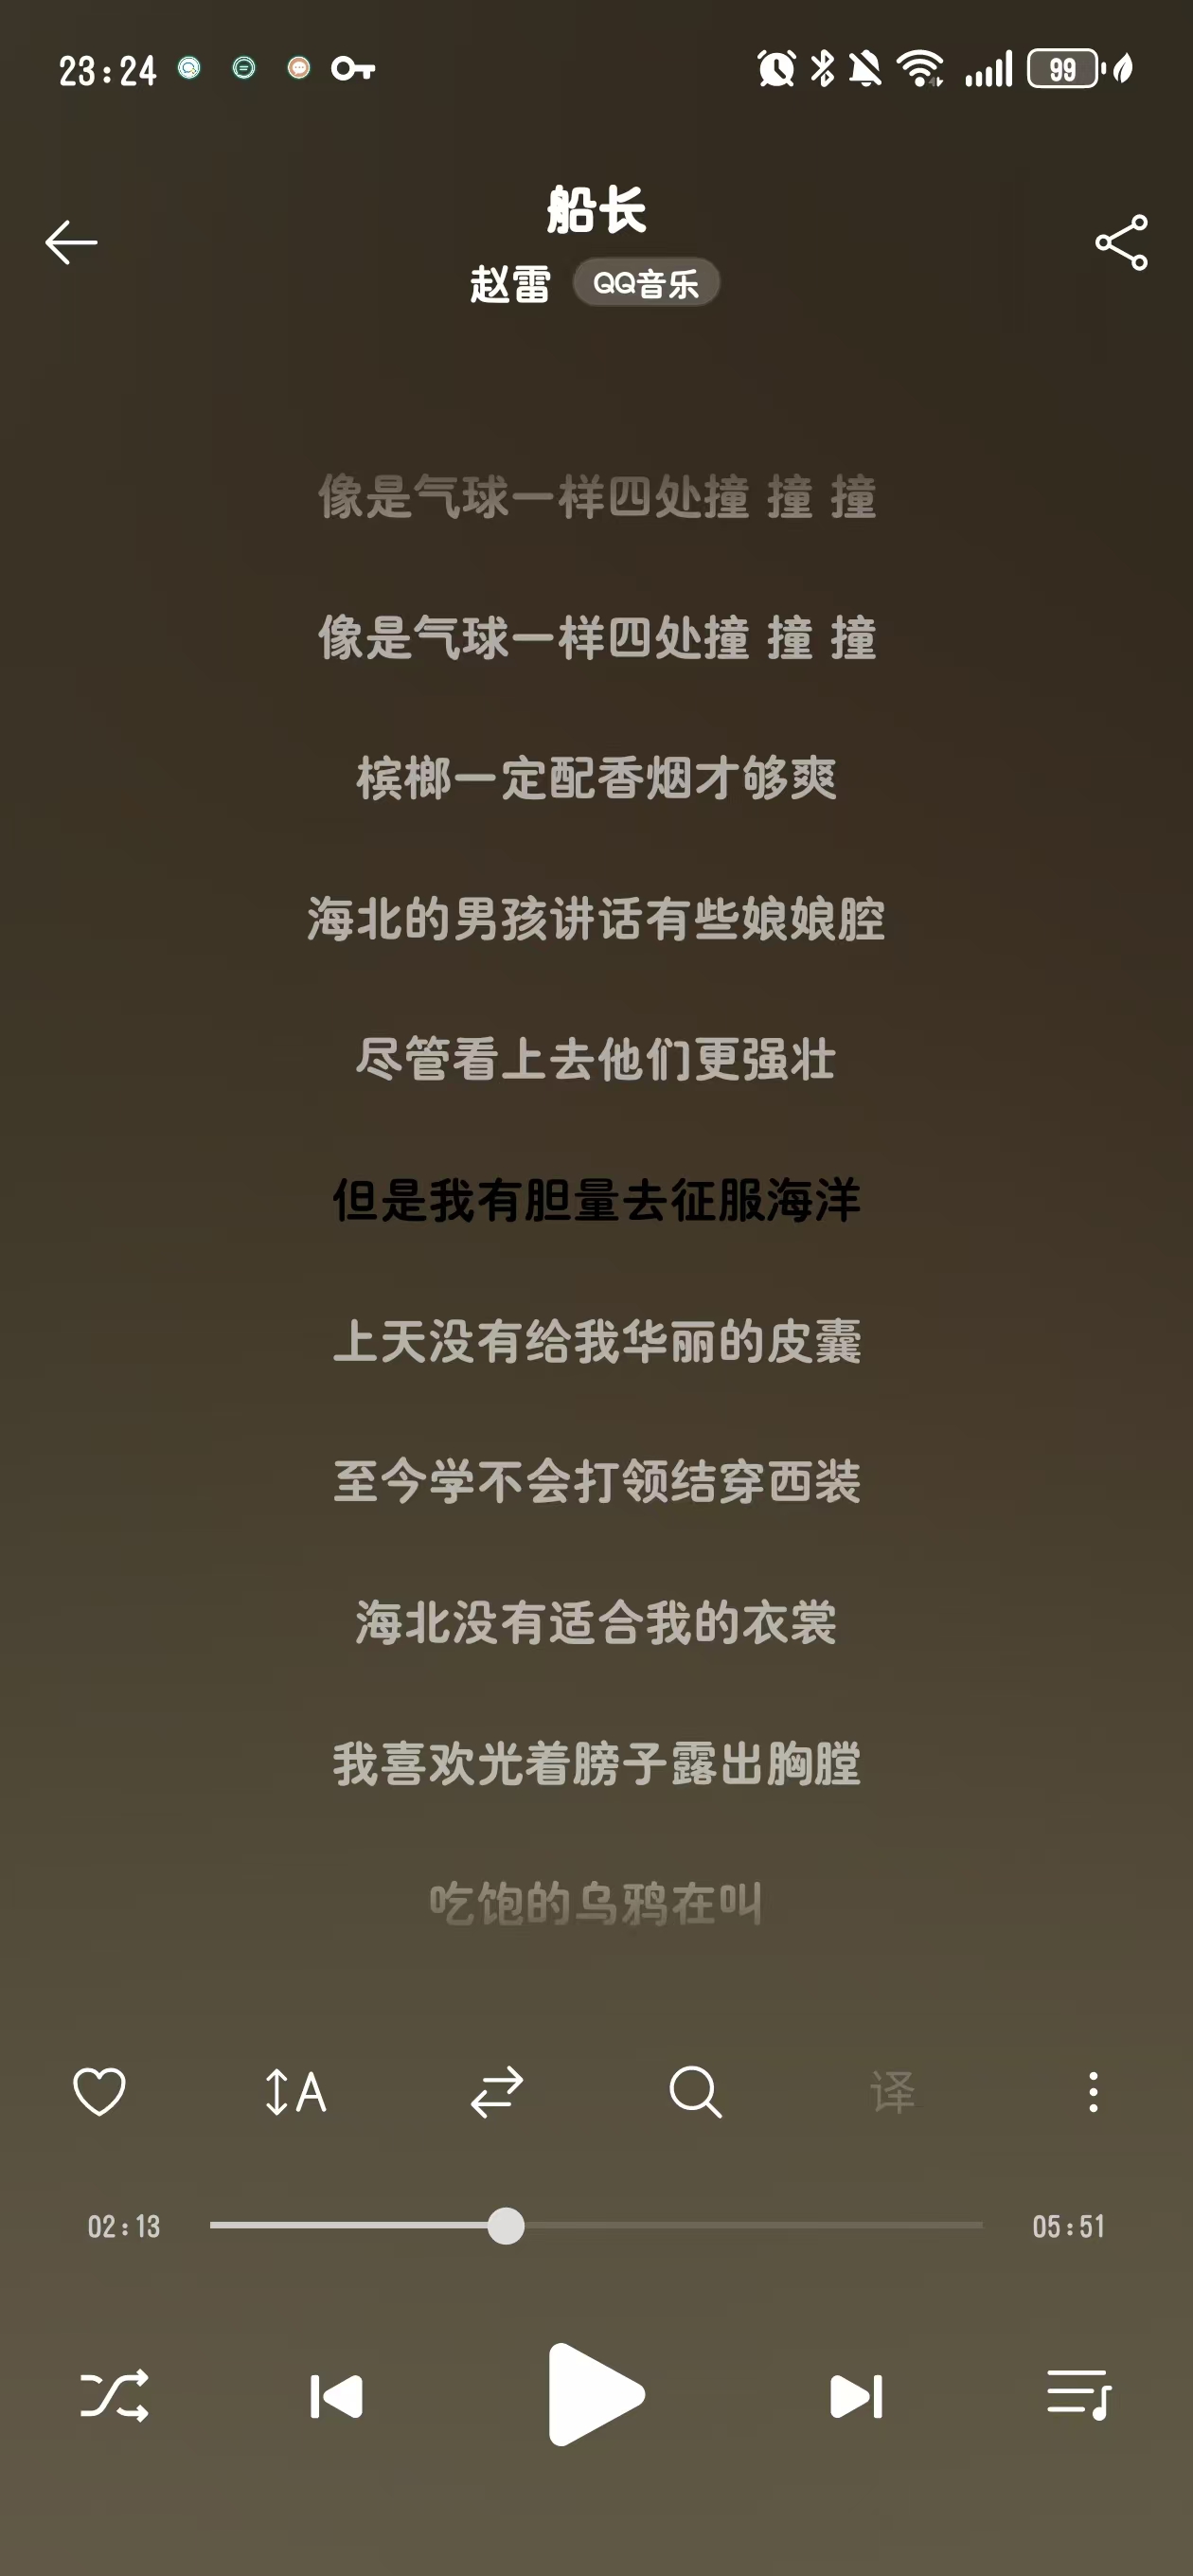 23:24
99
船长
赵雷 QQ音乐
像是气球一样四处撞 撞 撞
像是气球一样四处撞 撞 撞
槟榔一定配香烟才够爽
海北的男孩讲话有些娘娘腔
尽管看上去他们更强壮
但是我有胆量去征服海洋
上天没有给我华丽的皮囊
至今学不会打领结穿西装
海北没有适合我的衣裳
我喜欢光着膀子露出胸膛
吃饱的乌鸦在叫
A 译
02:13 05:51